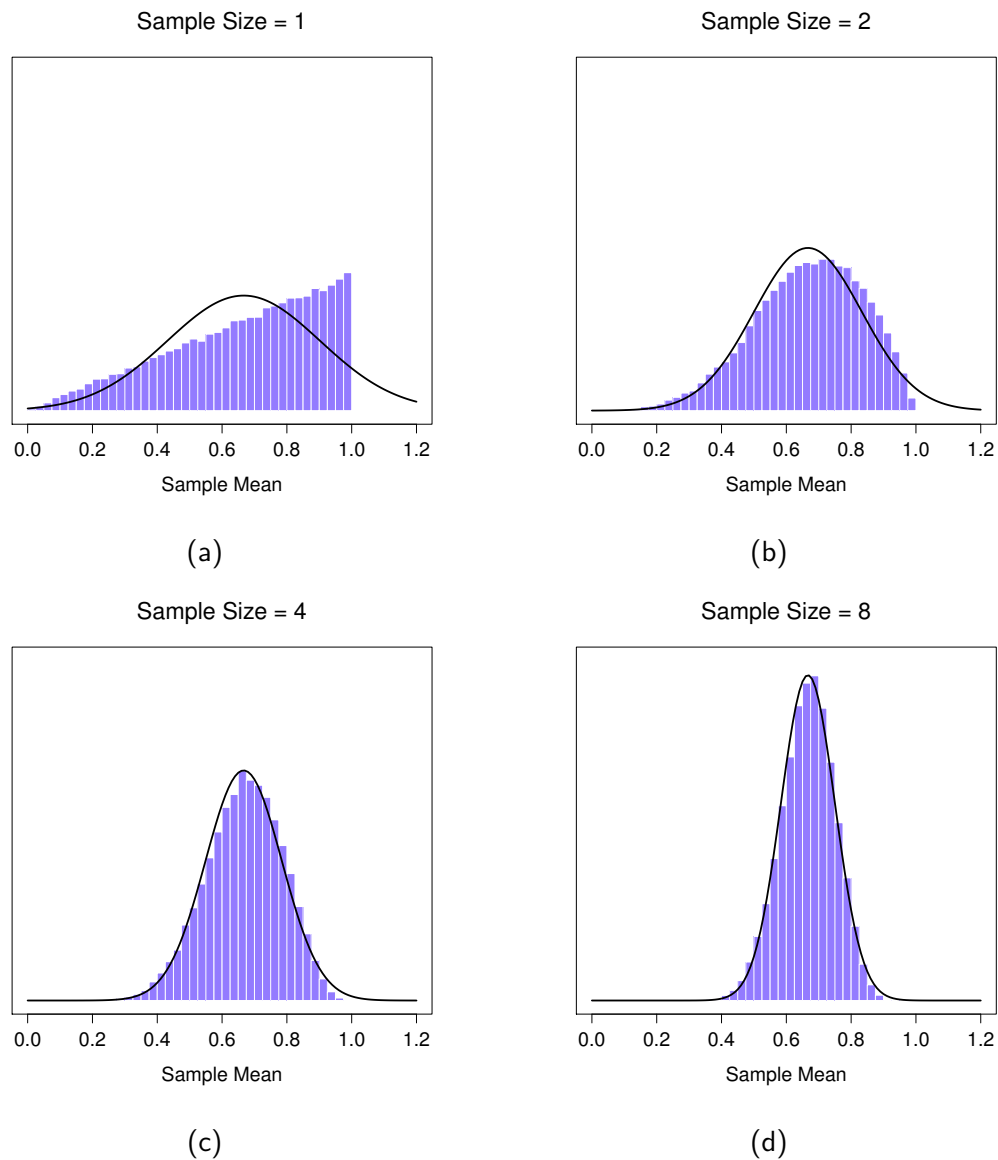 Sample Size = 1
0.0 0.2 0.4 0.6 0.8 1.0 1.2
Sample Mean
(a)
Sample Size = 2
0.0 0.2 0.4 0.6 0.8 1.0 1.2
Sample Mean
(b)
Sample Size = 4
0.0 0.2 0.4 0.6 0.8 1.0 1.2
Sample Mean
(c)
Sample Size = 8
0.0 0.2 0.4 0.6 0.8 1.0 1.2
Sample Mean
(d)